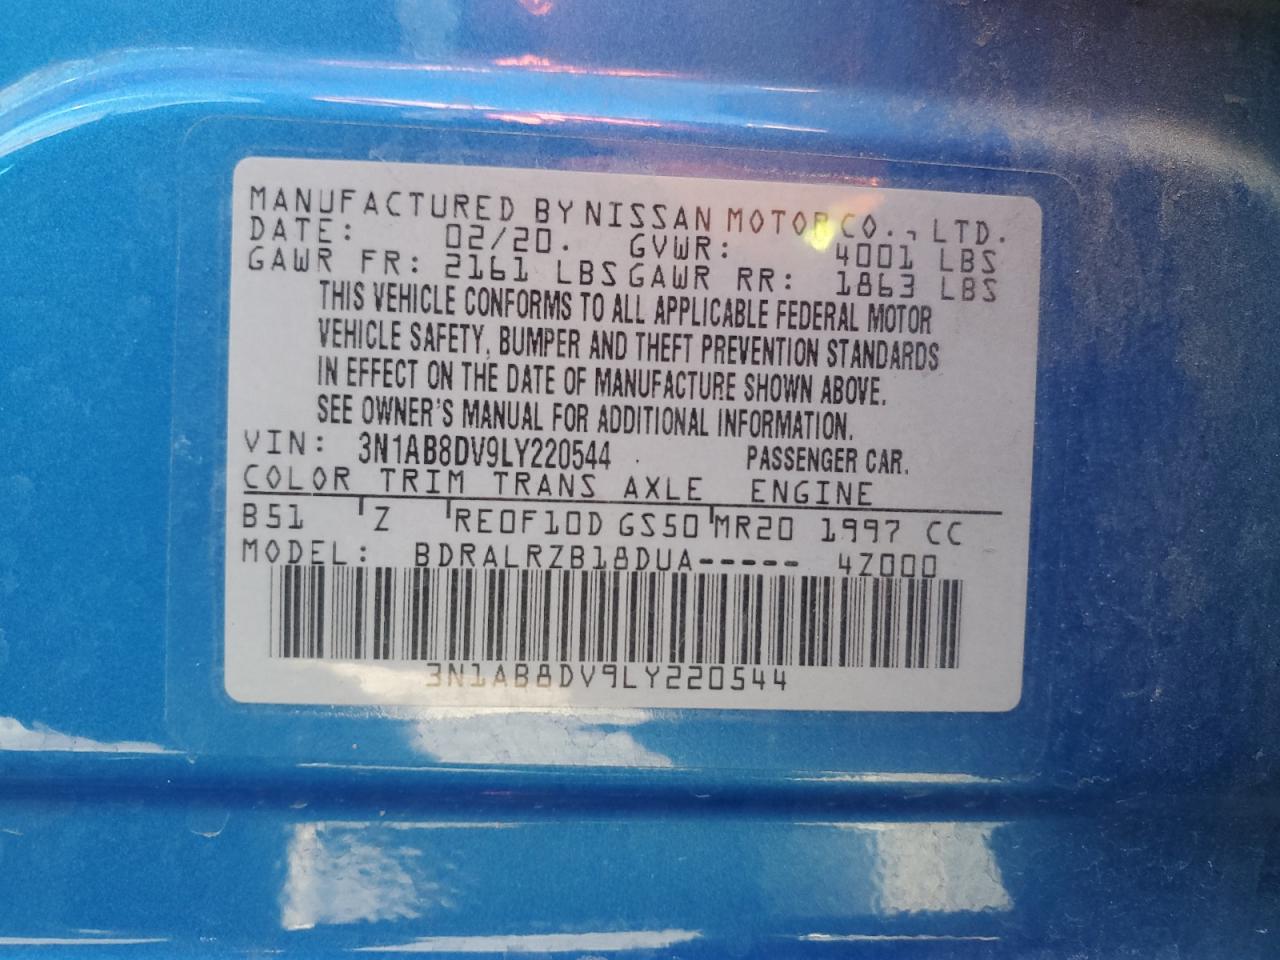 MANUFACTURED BY NISSAN MOTOR CO., LTD.
DATE: 02/20. GVWR: 4001 LBS
GAWR FR: 2161 LBS GAWR RR: 1863 LBS
THIS VEHICLE CONFORMS TO ALL APPLICABLE FEDERAL MOTOR
VEHICLE SAFETY, BUMPER AND THEFT PREVENTION STANDARDS
IN EFFECT ON THE DATE OF MANUFACTURE SHOWN ABOVE.
SEE OWNER'S MANUAL FOR ADDITIONAL INFORMATION.
VIN: 3N1AB8DV9LY220544 PASSENGER CAR.
COLOR TRIM TRANS AXLE ENGINE
B51 Z RE0F10D GS50 MR20 1997 CC
MODEL: BDRALRZB18DUA----- 4Z000
3N1AB8DV9LY220544